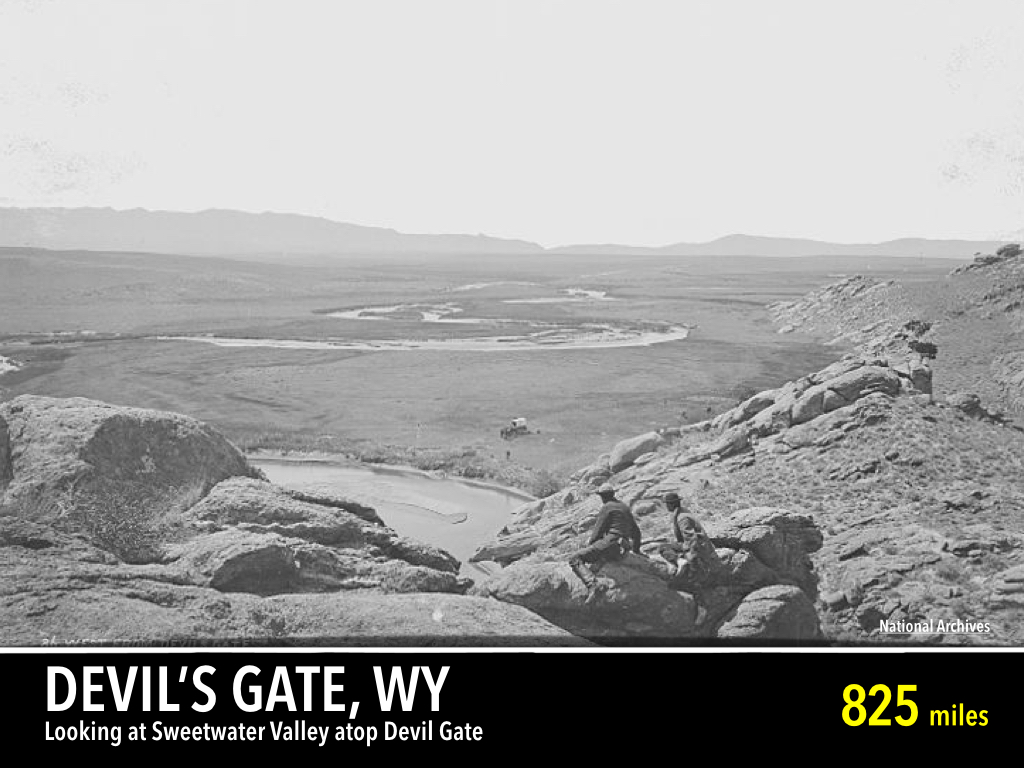 National Archives
DEVIL'S GATE, WY
Looking at Sweetwater Valley atop Devil Gate
825 miles